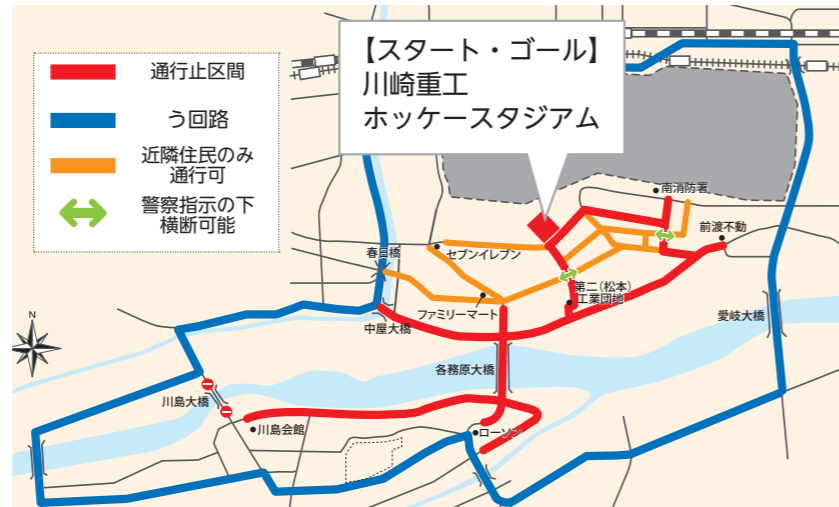 【スタート・ゴール】
川崎重工
ホッケースタジアム
通行止区間
う回路
近隣住民のみ
通行可
警察指示の下
横断可能
南消防署
前渡不動
春日橋
セブンイレブン
第二(松本)
工業団地
ファミリーマート
中屋大橋
愛岐大橋
N
各務原大橋
川島大橋
川島会館
ローソン